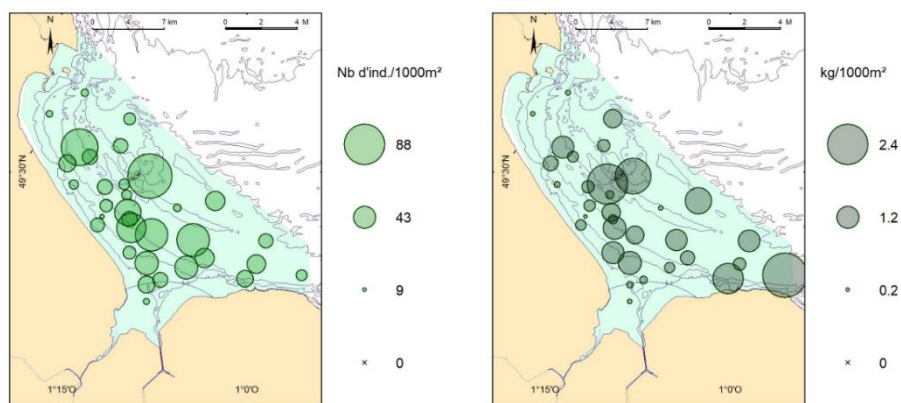 N
0 4 7 km
0 2 4 M
49°30'N
1°15'O
1°0'O
Nb d'ind./1000m²
88
43
9
0
N
0 4 7 km
0 2 4 M
49°30'N
1°15'O
1°0'O
kg/1000m²
2.4
1.2
0.2
0